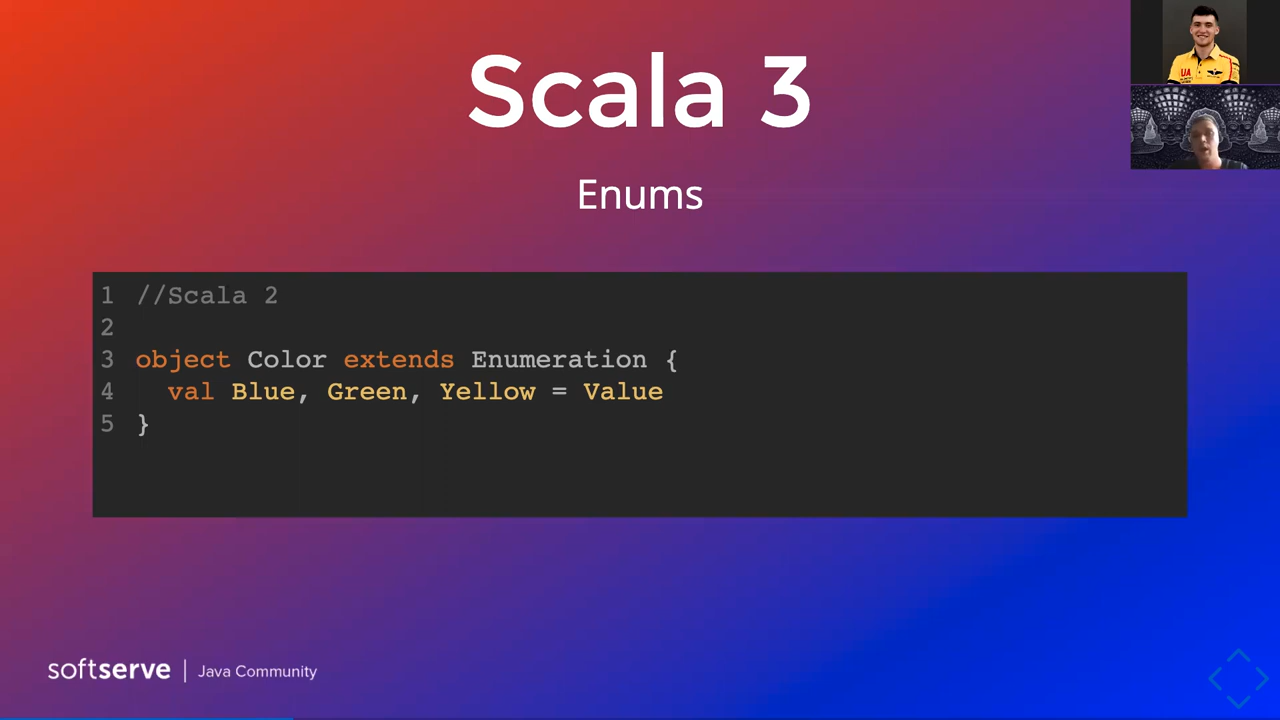 Scala 3
Enums
1 //Scala 2
2
3 object Color extends Enumeration {
4   val Blue, Green, Yellow = Value
5 }
UA
softserve | Java Community